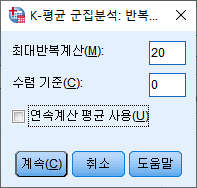 K-평균 군집분석: 반복...
최대반복계산(M): 20
수렴 기준(C): 0
연속계산 평균 사용(U)
계속(C) 취소 도움말